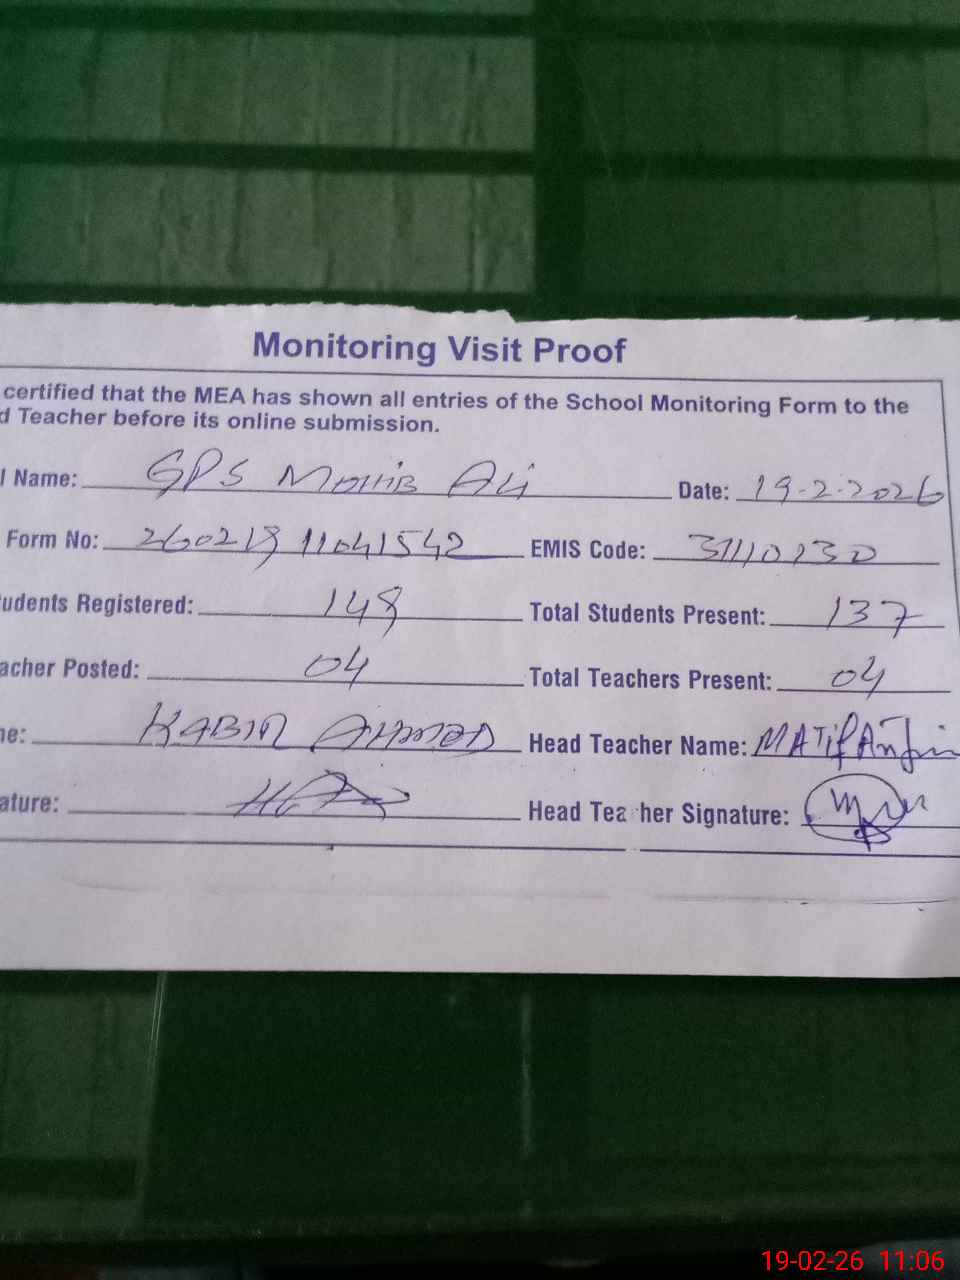 Monitoring Visit Proof
certified that the MEA has shown all entries of the School Monitoring Form to the
d Teacher before its online submission.
l Name: GPS Mohib Ali Date: 19-2-2026
Form No: 260219 11041542 EMIS Code: 31110130
udents Registered: 148 Total Students Present: 137
acher Posted: 04 Total Teachers Present: 04
ne: KABIR AHMED Head Teacher Name: MATIF
ature: Head Teacher Signature:
19-02-26 11:06